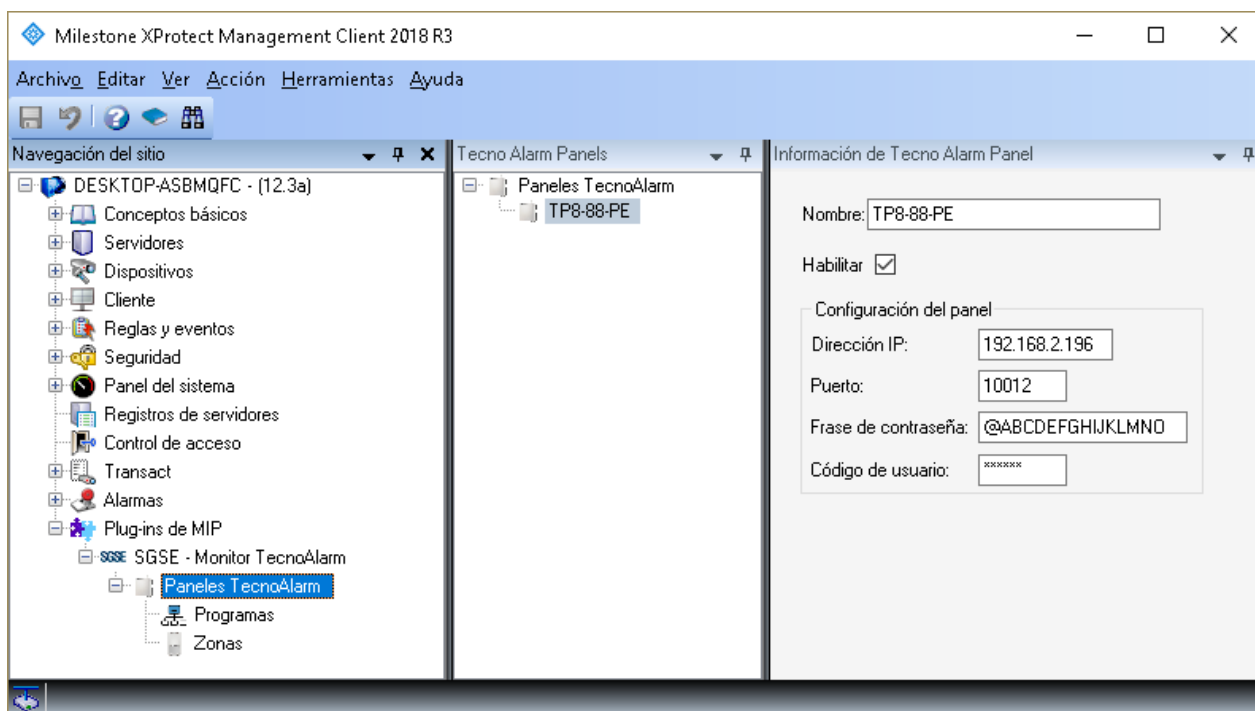 Milestone XProtect Management Client 2018 R3
Archivo Editar Ver Acción Herramientas Ayuda
Navegación del sitio
DESKTOP-ASBMQFC - (12.3a)
Conceptos básicos
Servidores
Dispositivos
Cliente
Reglas y eventos
Seguridad
Panel del sistema
Registros de servidores
Control de acceso
Transact
Alarmas
Plug-ins de MIP
SGSE SGSE - Monitor TecnoAlarm
Paneles TecnoAlarm
Programas
Zonas
Tecno Alarm Panels
Paneles TecnoAlarm
TP8-88-PE
Información de Tecno Alarm Panel
Nombre: TP8-88-PE
Habilitar
Configuración del panel
Dirección IP: 192.168.2.196
Puerto: 10012
Frase de contraseña: @ABCDEFGHIJKLMNO
Código de usuario: ******